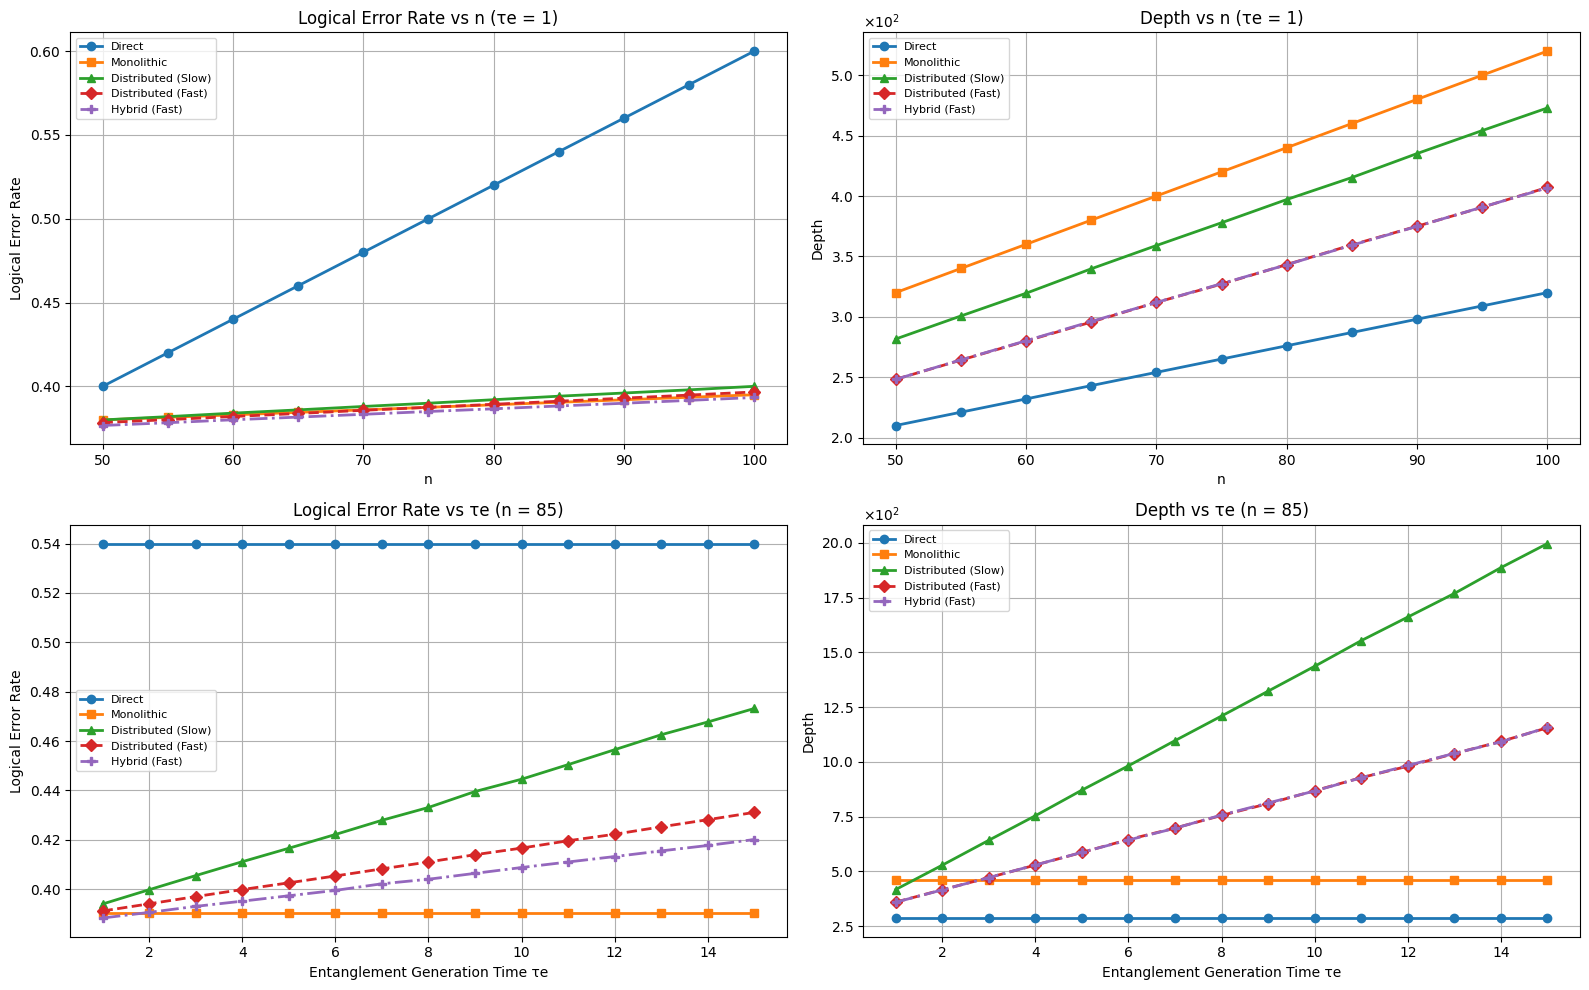 Logical Error Rate vs n (τe = 1)
Logical Error Rate
0.60
0.55
0.50
0.45
0.40
Direct
Monolithic
Distributed (Slow)
Distributed (Fast)
Hybrid (Fast)
50 60 70 80 90 100
n
Depth vs n (τe = 1)
×10²
Depth
5.0
4.5
4.0
3.5
3.0
2.5
2.0
Direct
Monolithic
Distributed (Slow)
Distributed (Fast)
Hybrid (Fast)
50 60 70 80 90 100
n
Logical Error Rate vs τe (n = 85)
Logical Error Rate
0.54
0.52
0.50
0.48
0.46
0.44
0.42
0.40
Direct
Monolithic
Distributed (Slow)
Distributed (Fast)
Hybrid (Fast)
2 4 6 8 10 12 14
Entanglement Generation Time τe
Depth vs τe (n = 85)
×10²
Depth
20.0
17.5
15.0
12.5
10.0
7.5
5.0
2.5
Direct
Monolithic
Distributed (Slow)
Distributed (Fast)
Hybrid (Fast)
2 4 6 8 10 12 14
Entanglement Generation Time τe